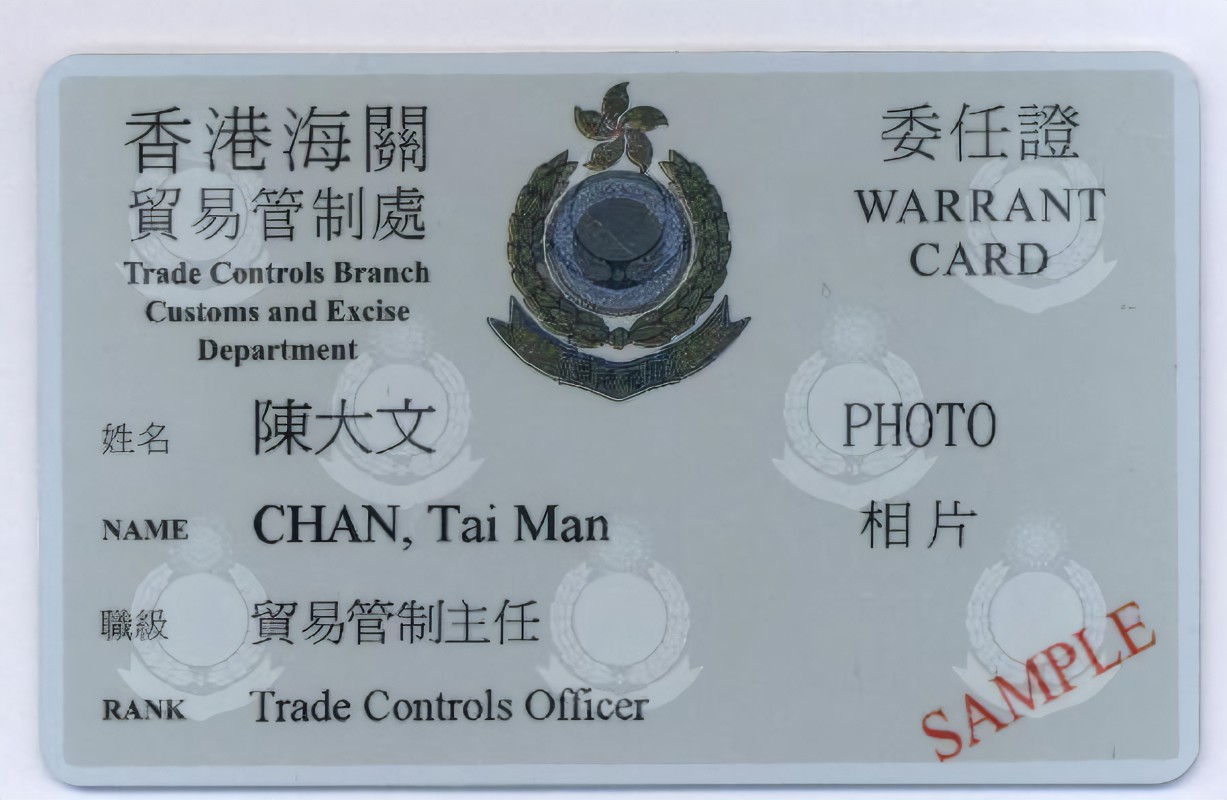 香港海關
貿易管制處
Trade Controls Branch
Customs and Excise
Department
委任證
WARRANT
CARD
姓名 陳大文
NAME CHAN, Tai Man
職級 貿易管制主任
RANK Trade Controls Officer
PHOTO
相片
SAMPLE